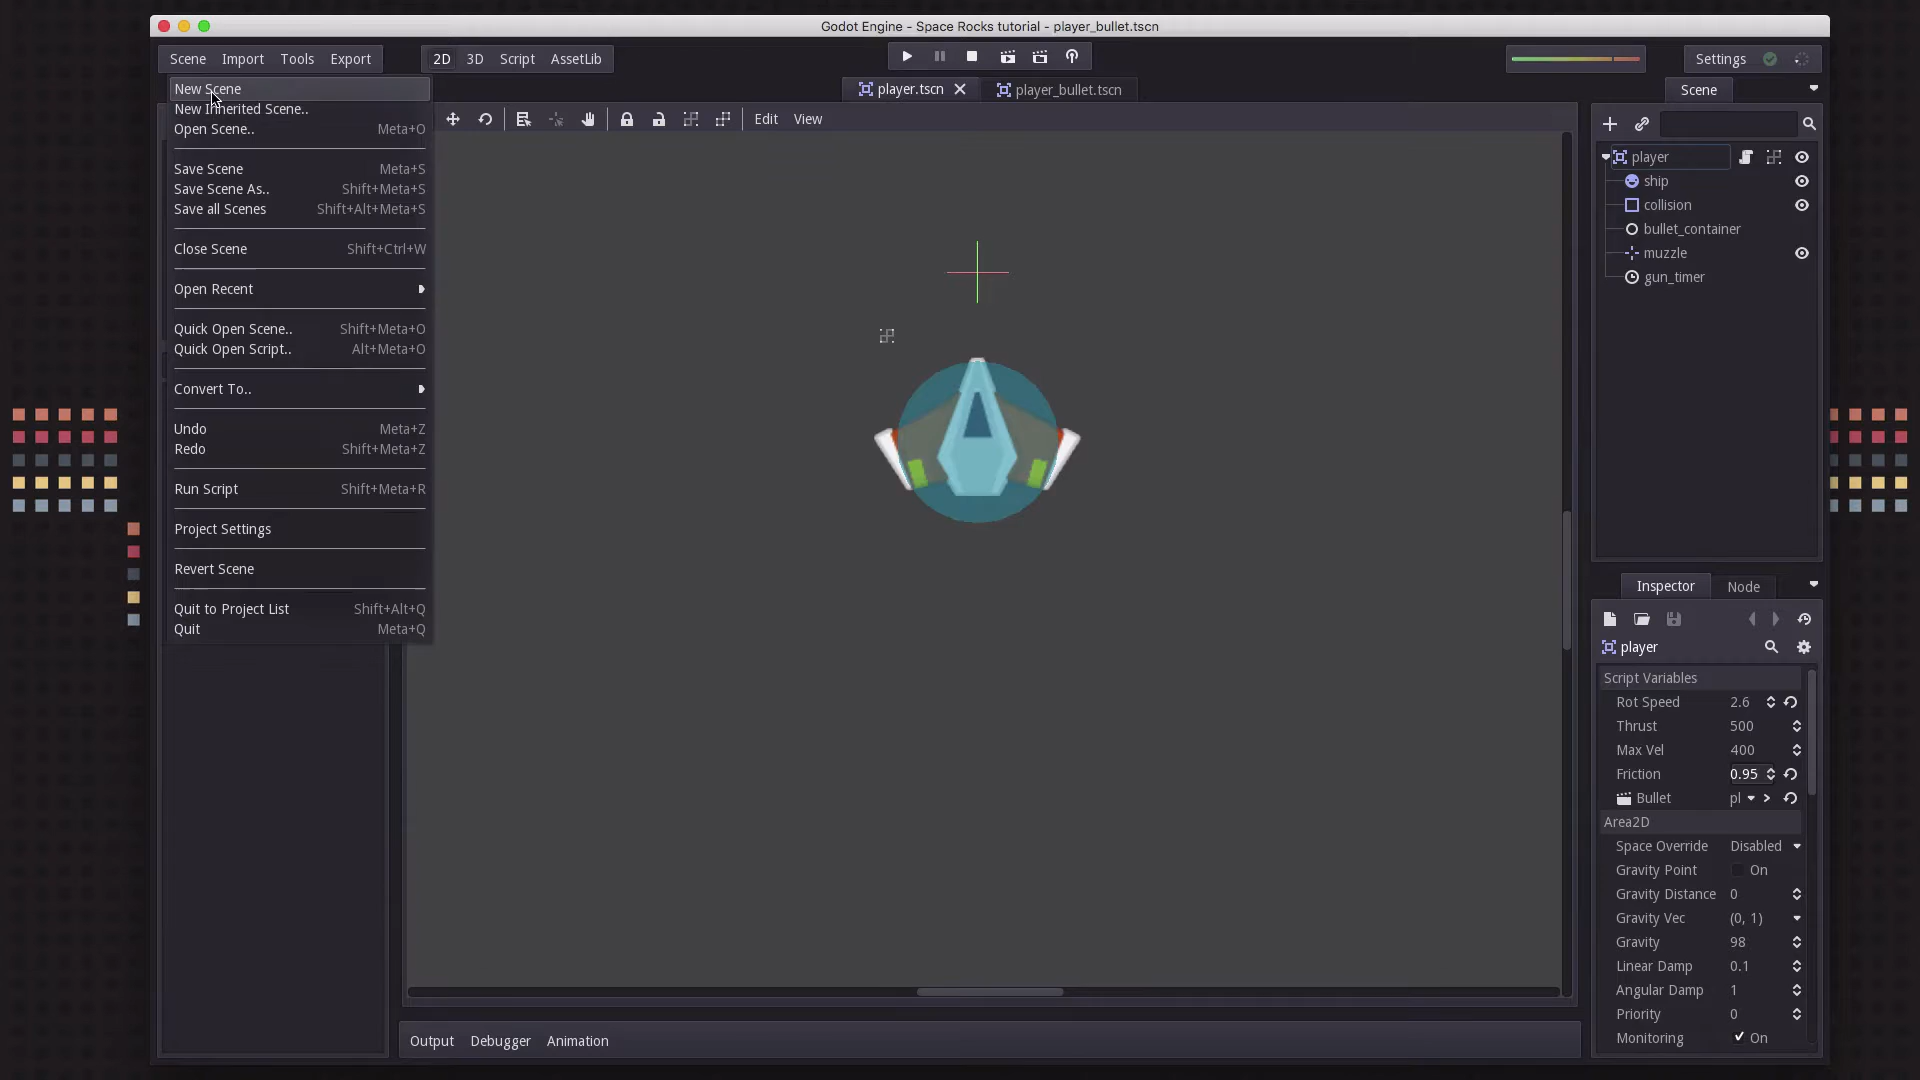 Godot Engine - Space Rocks tutorial - player_bullet.tscn
Scene Import Tools Export 2D 3D Script AssetLib Settings
player.tscn player_bullet.tscn Scene
New Scene
New Inherited Scene..
Open Scene.. Meta+O
Save Scene Meta+S
Save Scene As.. Shift+Meta+S
Save all Scenes Shift+Alt+Meta+S
Close Scene Shift+Ctrl+W
Open Recent
Quick Open Scene.. Shift+Meta+O
Quick Open Script.. Alt+Meta+O
Convert To..
Undo Meta+Z
Redo Shift+Meta+Z
Run Script Shift+Meta+R
Project Settings
Revert Scene
Quit to Project List Shift+Alt+Q
Quit Meta+Q
Edit View
player
ship
collision
bullet_container
muzzle
gun_timer
Inspector Node
player
Script Variables
Rot Speed 2.6
Thrust 500
Max Vel 400
Friction 0.95
Bullet pl
Area2D
Space Override Disabled
Gravity Point On
Gravity Distance 0
Gravity Vec (0, 1)
Gravity 98
Linear Damp 0.1
Angular Damp 1
Priority 0
Monitoring On
Output Debugger Animation